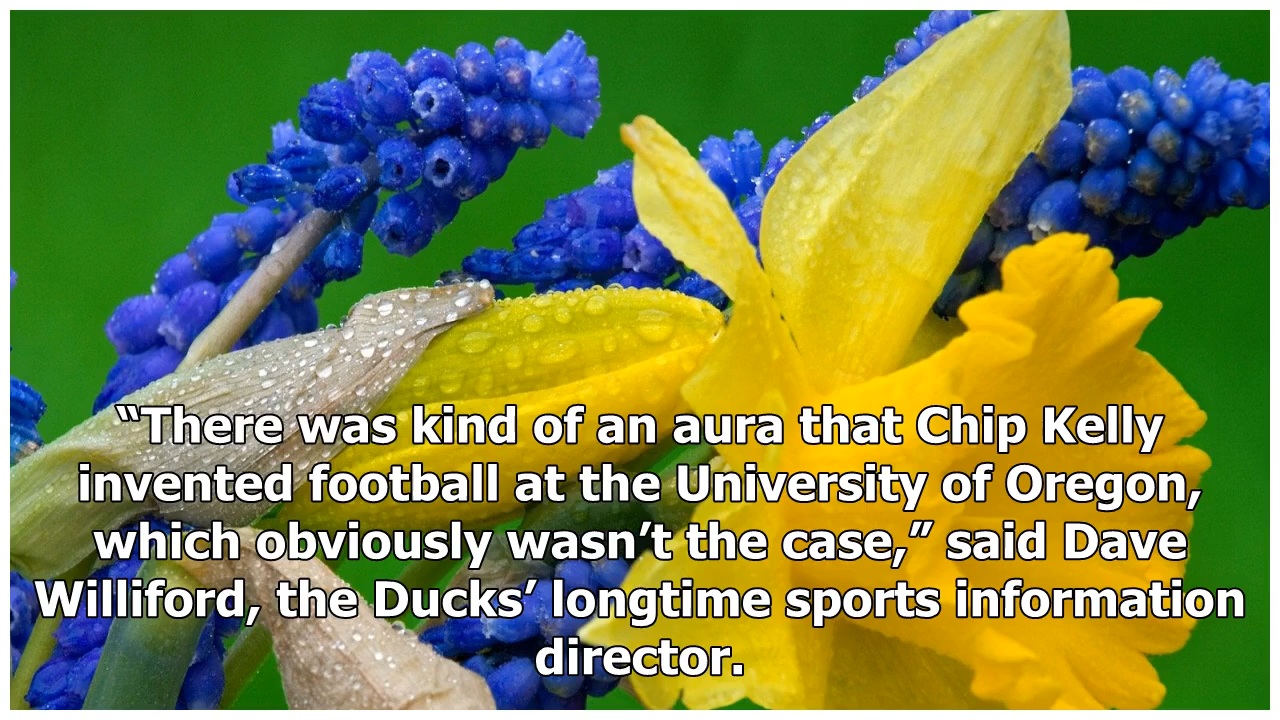 “There was kind of an aura that Chip Kelly
invented football at the University of Oregon,
which obviously wasn’t the case,” said Dave
Williford, the Ducks’ longtime sports information
director.